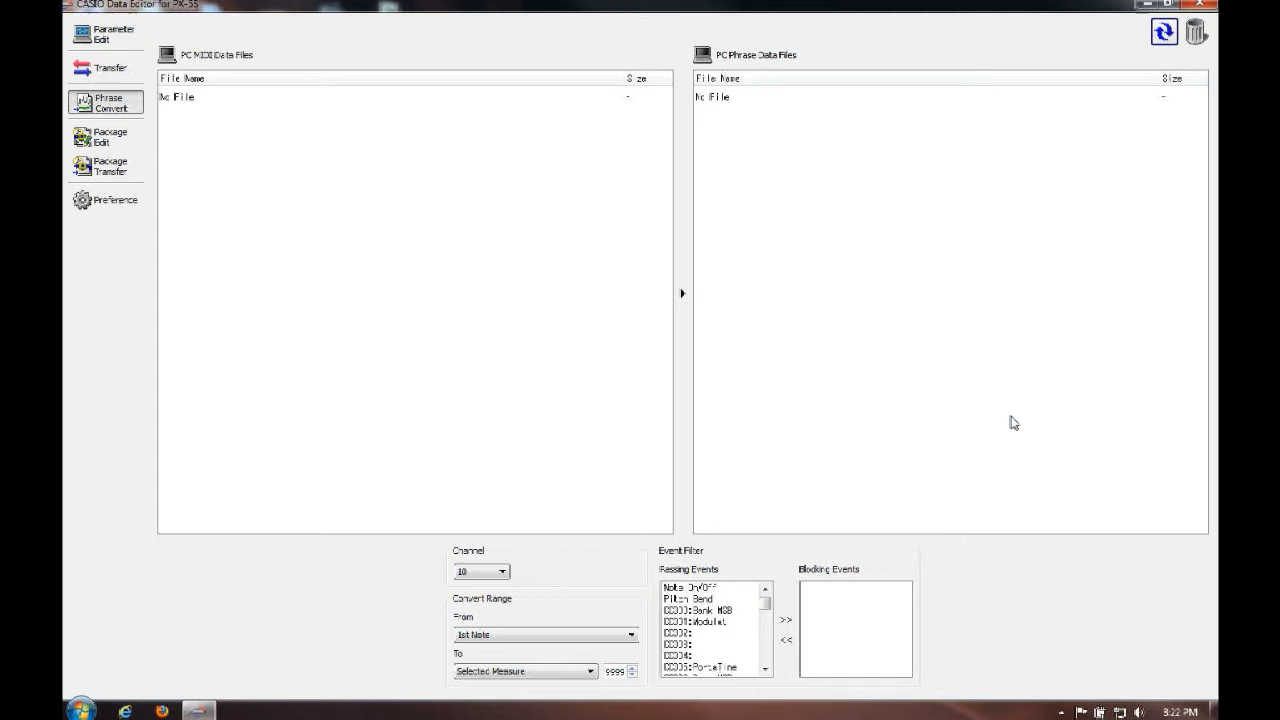 CASIO Data Editor for PX-5S
Parameter
Edit
Transfer
Phrase
Convert
Package
Edit
Package
Transfer
Preference
PC MIDI Data Files
File Name Size
No File -
PC Phrase Data Files
File Name Size
No File -
Channel
10
Convert Range
From
1st Note
To
Selected Measure 9999
Event Filter
Passing Events
Note On/Off
Pitch Bend
CC000:Bank MSB
CC001:Modulat
CC002:
CC003:
CC004:
CC005:PortaTime
>>
<<
Blocking Events
8:22 PM